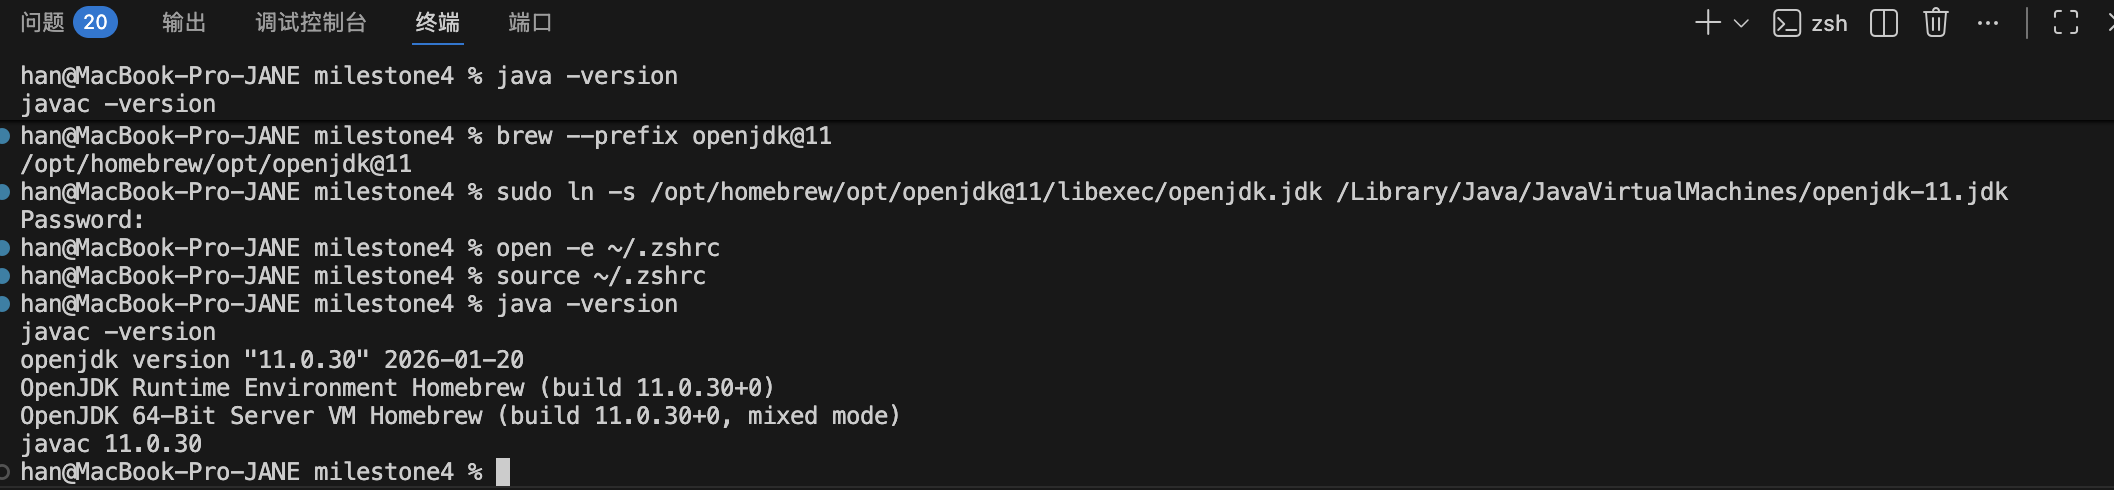 问题 20 输出 调试控制台 终端 端口 zsh
han@MacBook-Pro-JANE milestone4 % java -version
javac -version
han@MacBook-Pro-JANE milestone4 % brew --prefix openjdk@11
/opt/homebrew/opt/openjdk@11
han@MacBook-Pro-JANE milestone4 % sudo ln -s /opt/homebrew/opt/openjdk@11/libexec/openjdk.jdk /Library/Java/JavaVirtualMachines/openjdk-11.jdk
Password:
han@MacBook-Pro-JANE milestone4 % open -e ~/.zshrc
han@MacBook-Pro-JANE milestone4 % source ~/.zshrc
han@MacBook-Pro-JANE milestone4 % java -version
javac -version
openjdk version "11.0.30" 2026-01-20
OpenJDK Runtime Environment Homebrew (build 11.0.30+0)
OpenJDK 64-Bit Server VM Homebrew (build 11.0.30+0, mixed mode)
javac 11.0.30
han@MacBook-Pro-JANE milestone4 %